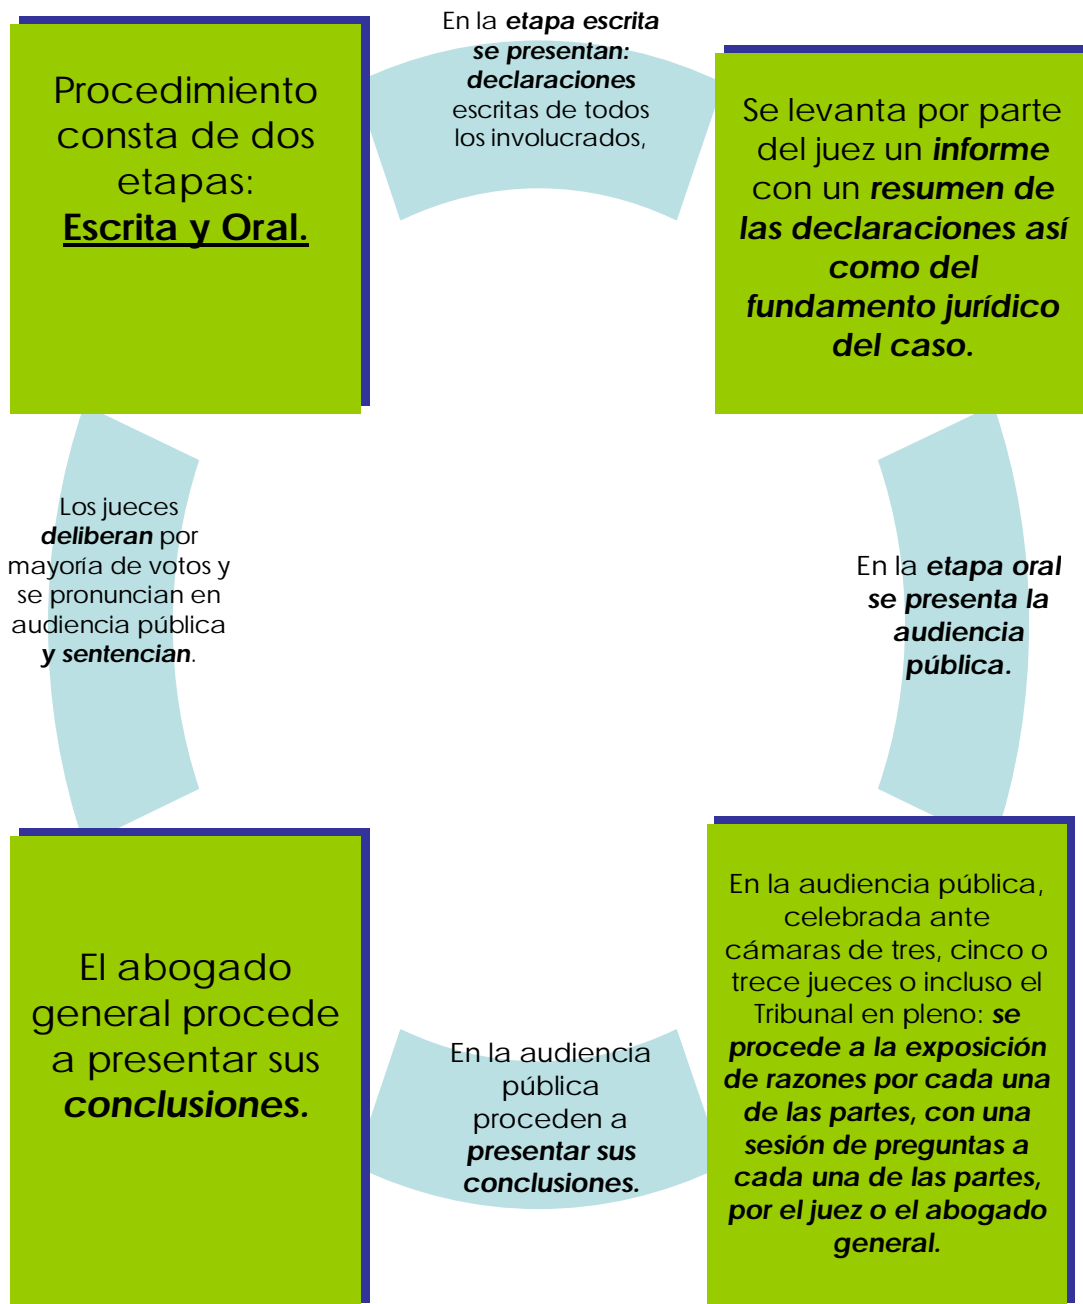 Procedimiento
consta de dos
etapas:
Escrita y Oral.
En la etapa escrita
se presentan:
declaraciones
escritas de todos
los involucrados,
Se levanta por parte
del juez un informe
con un resumen de
las declaraciones así
como del
fundamento jurídico
del caso.
En la etapa oral
se presenta la
audiencia
pública.
En la audiencia pública,
celebrada ante
cámaras de tres, cinco o
trece jueces o incluso el
Tribunal en pleno: se
procede a la exposición
de razones por cada una
de las partes, con una
sesión de preguntas a
cada una de las partes,
por el juez o el abogado
general.
En la audiencia
pública
proceden a
presentar sus
conclusiones.
El abogado
general procede
a presentar sus
conclusiones.
Los jueces
deliberan por
mayoría de votos y
se pronuncian en
audiencia pública
y sentencian.